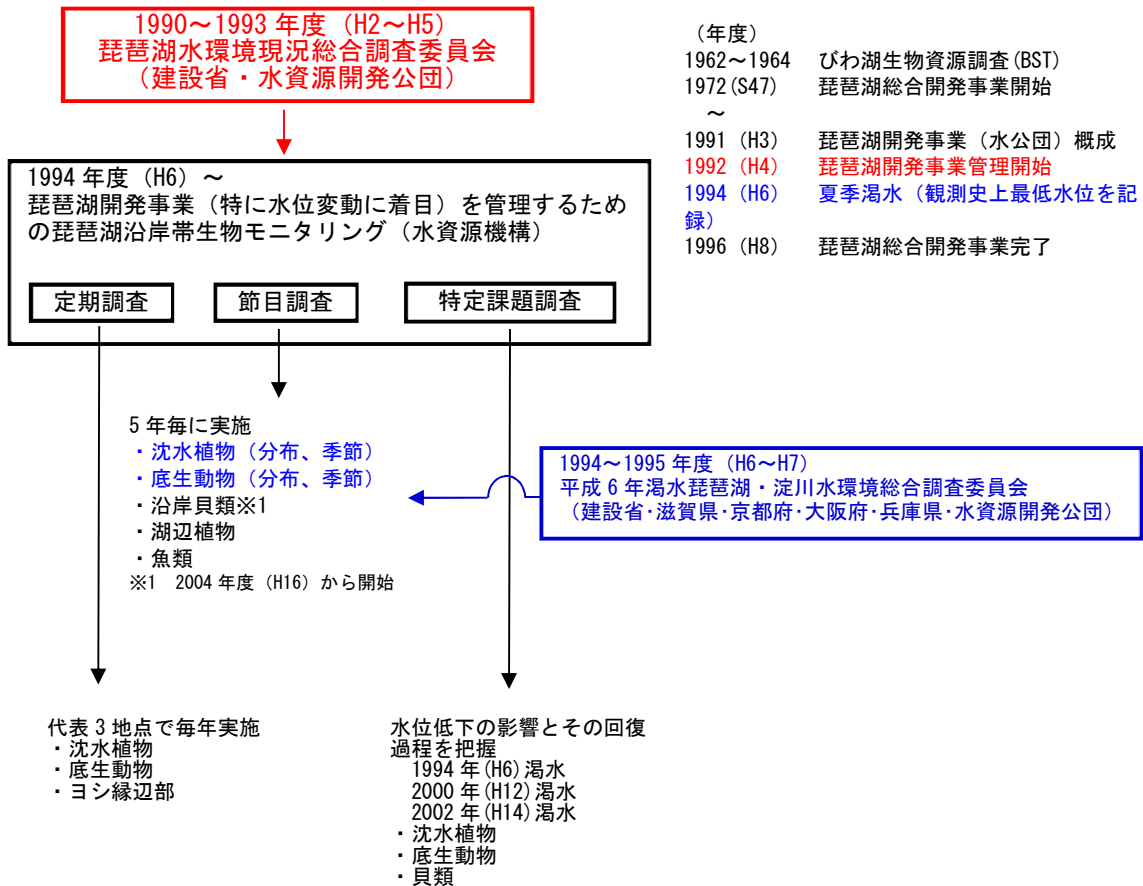 1990～1993 年度（H2～H5）
琵琶湖水環境現況総合調査委員会
（建設省・水資源開発公団）
（年度）
1962～1964　びわ湖生物資源調査(BST)
1972(S47)　琵琶湖総合開発事業開始
～
1991（H3）　琵琶湖開発事業（水公団）概成
1992（H4）　琵琶湖開発事業管理開始
1994（H6）　夏季渇水（観測史上最低水位を記
録）
1996（H8）　琵琶湖総合開発事業完了
1994 年度（H6）～
琵琶湖開発事業（特に水位変動に着目）を管理するため
の琵琶湖沿岸帯生物モニタリング（水資源機構）
定期調査
節目調査
特定課題調査
5 年毎に実施
・沈水植物（分布、季節）
・底生動物（分布、季節）
・沿岸貝類※1
・湖辺植物
・魚類
※1　2004 年度（H16）から開始
1994～1995 年度（H6～H7）
平成 6 年渇水琵琶湖・淀川水環境総合調査委員会
（建設省･滋賀県･京都府･大阪府･兵庫県･水資源開発公団）
代表 3 地点で毎年実施
・沈水植物
・底生動物
・ヨシ縁辺部
水位低下の影響とその回復
過程を把握
1994 年(H6)渇水
2000 年(H12)渇水
2002 年(H14)渇水
・沈水植物
・底生動物
・貝類